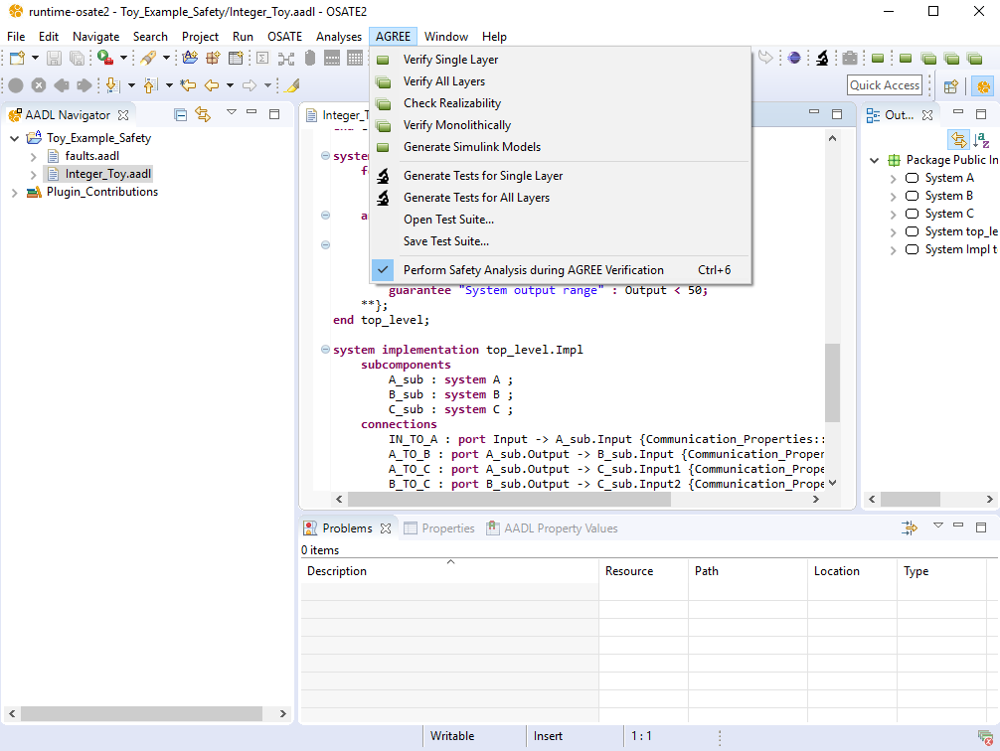 runtime-osate2 - Toy_Example_Safety/Integer_Toy.aadl - OSATE2
File Edit Navigate Search Project Run OSATE Analyses AGREE Window Help
Quick Access
AADL Navigator
Toy_Example_Safety
faults.aadl
Integer_Toy.aadl
Plugin_Contributions
Verify Single Layer
Verify All Layers
Check Realizability
Verify Monolithically
Generate Simulink Models
Generate Tests for Single Layer
Generate Tests for All Layers
Open Test Suite...
Save Test Suite...
Perform Safety Analysis during AGREE Verification Ctrl+6
Integer_T
syste
fo
a
guarantee "System output range" : Output < 50;
**};
end top_level;
system implementation top_level.Impl
subcomponents
A_sub : system A ;
B_sub : system B ;
C_sub : system C ;
connections
IN_TO_A : port Input -> A_sub.Input {Communication_Properties::
A_TO_B : port A_sub.Output -> B_sub.Input {Communication_Proper
A_TO_C : port A_sub.Output -> C_sub.Input1 {Communication_Prope
B_TO_C : port B_sub.Output -> C_sub.Input2 {Communication_Prope
Out...
Package Public In
System A
System B
System C
System top_le
System Impl t
Problems Properties AADL Property Values
0 items
Description Resource Path Location Type
Writable Insert 1 : 1